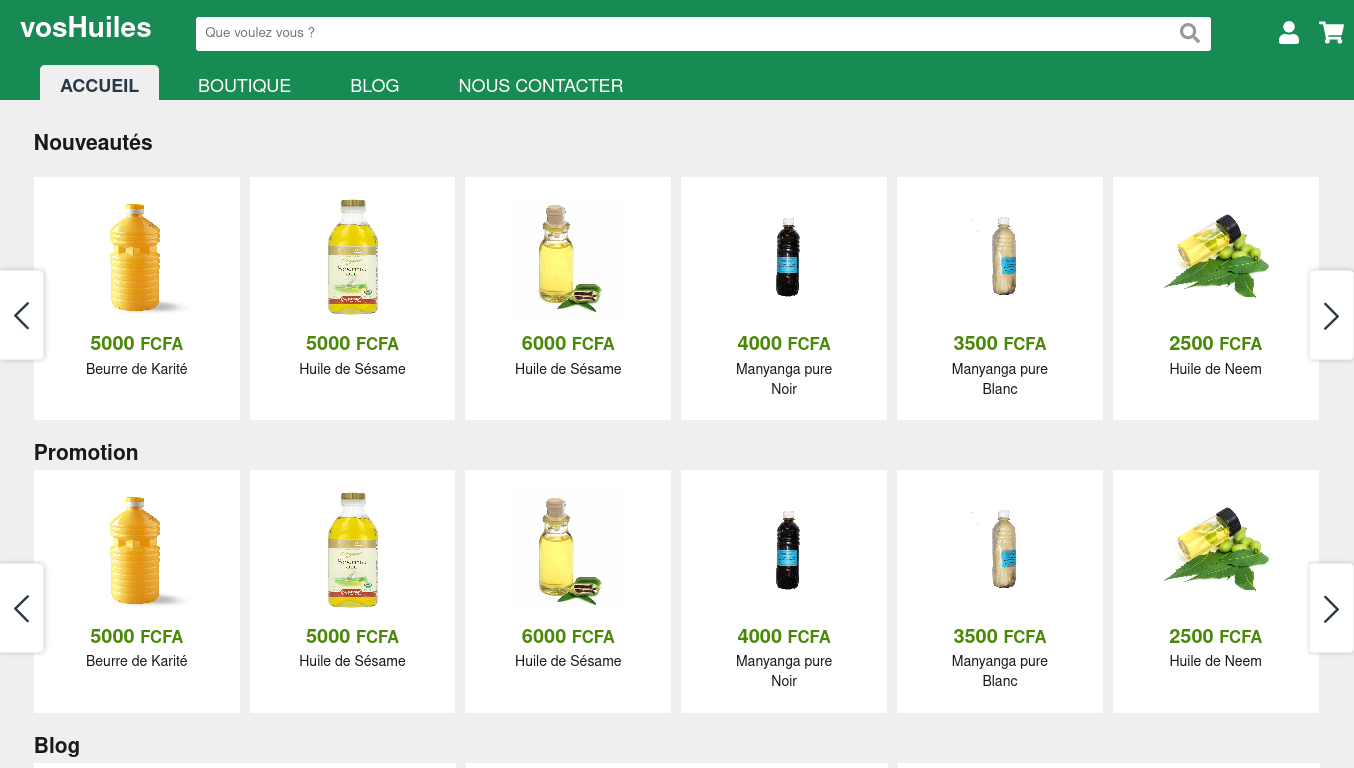 vosHuiles
Que voulez vous ?
ACCUEIL BOUTIQUE BLOG NOUS CONTACTER
Nouveautés
5000 FCFA
Beurre de Karité
5000 FCFA
Huile de Sésame
6000 FCFA
Huile de Sésame
4000 FCFA
Manyanga pure
Noir
3500 FCFA
Manyanga pure
Blanc
2500 FCFA
Huile de Neem
Promotion
5000 FCFA
Beurre de Karité
5000 FCFA
Huile de Sésame
6000 FCFA
Huile de Sésame
4000 FCFA
Manyanga pure
Noir
3500 FCFA
Manyanga pure
Blanc
2500 FCFA
Huile de Neem
Blog